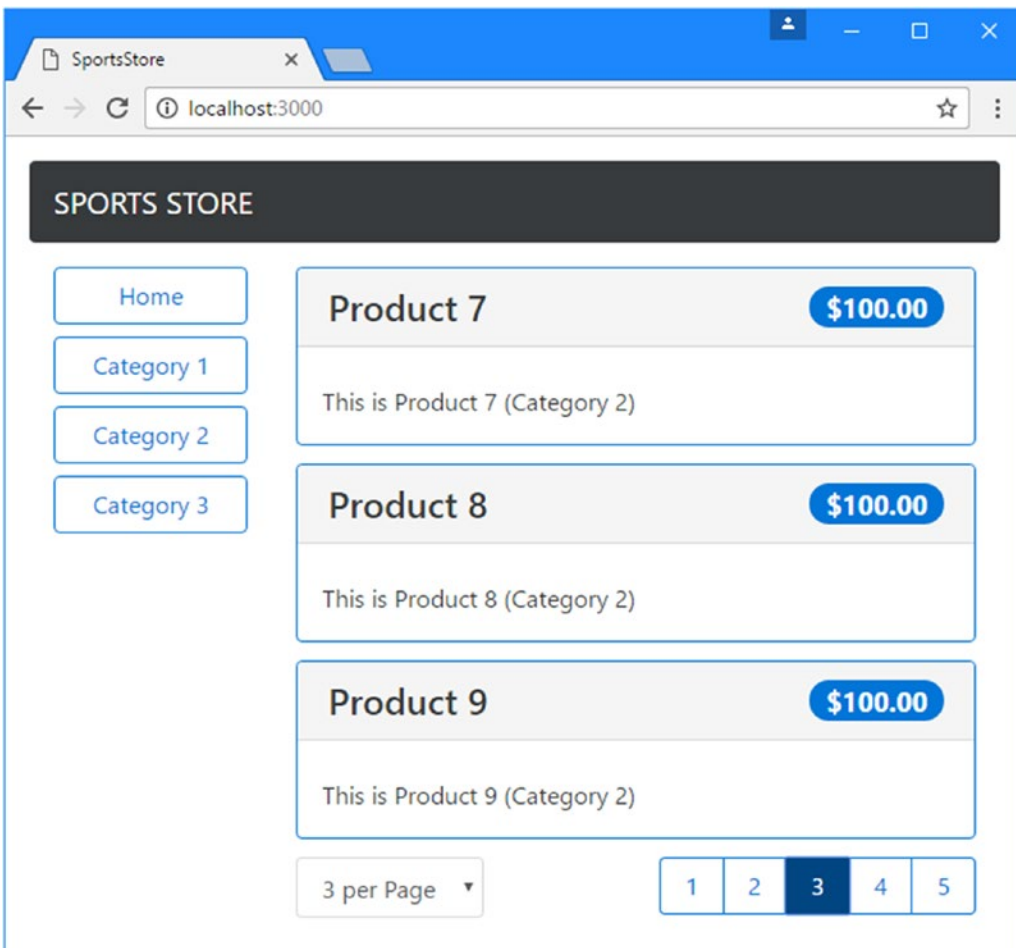 SportsStore
localhost:3000
SPORTS STORE
Home
Category 1
Category 2
Category 3
Product 7 $100.00
This is Product 7 (Category 2)
Product 8 $100.00
This is Product 8 (Category 2)
Product 9 $100.00
This is Product 9 (Category 2)
3 per Page 1 2 3 4 5